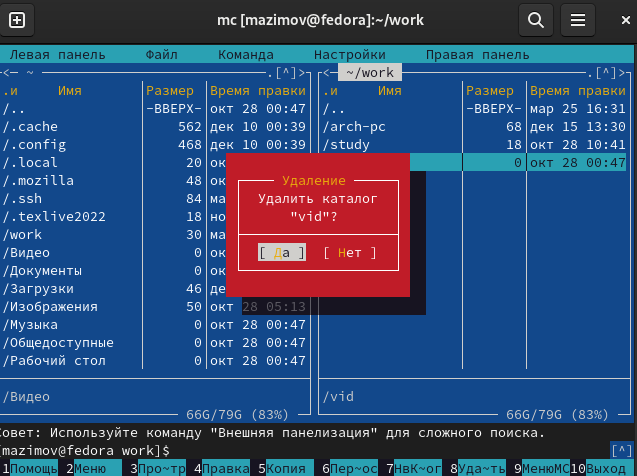 mc [mazimov@fedora]:~/work
Левая панель Файл Команда Настройки Правая панель
<— ~ .[^]> <— ~/work .[^]>
.и Имя Размер Время правки .и Имя Размер Время правки
/.. -ВВЕРХ- окт 28 00:47 /.. -ВВЕРХ- мар 25 16:31
/.cache 562 дек 10 00:39 /arch-pc 68 дек 15 13:30
/.config 468 дек 10 00:39 /study 18 окт 28 10:41
/.local 20 0 окт 28 00:47
/.mozilla 48 Удаление
/.ssh 84 Удалить каталог
/.texlive2022 18 "vid"?
/work 30
/Видео 0 [ Да ] [ Нет ]
/Документы 0
/Загрузки 46
/Изображения 50 окт 28 05:13
/Музыка 0 окт 28 00:47
/Общедоступные 0 окт 28 00:47
/Рабочий стол 0 окт 28 00:47
/Видео /vid
66G/79G (83%) 66G/79G (83%)
Совет: Используйте команду "Внешняя панелизация" для сложного поиска.
[mazimov@fedora work]$ [^]
1Помощь 2Меню 3Про~тр 4Правка 5Копия 6Пер~ос 7НвК~ог 8Уда~ть 9МенюMC 10Выход